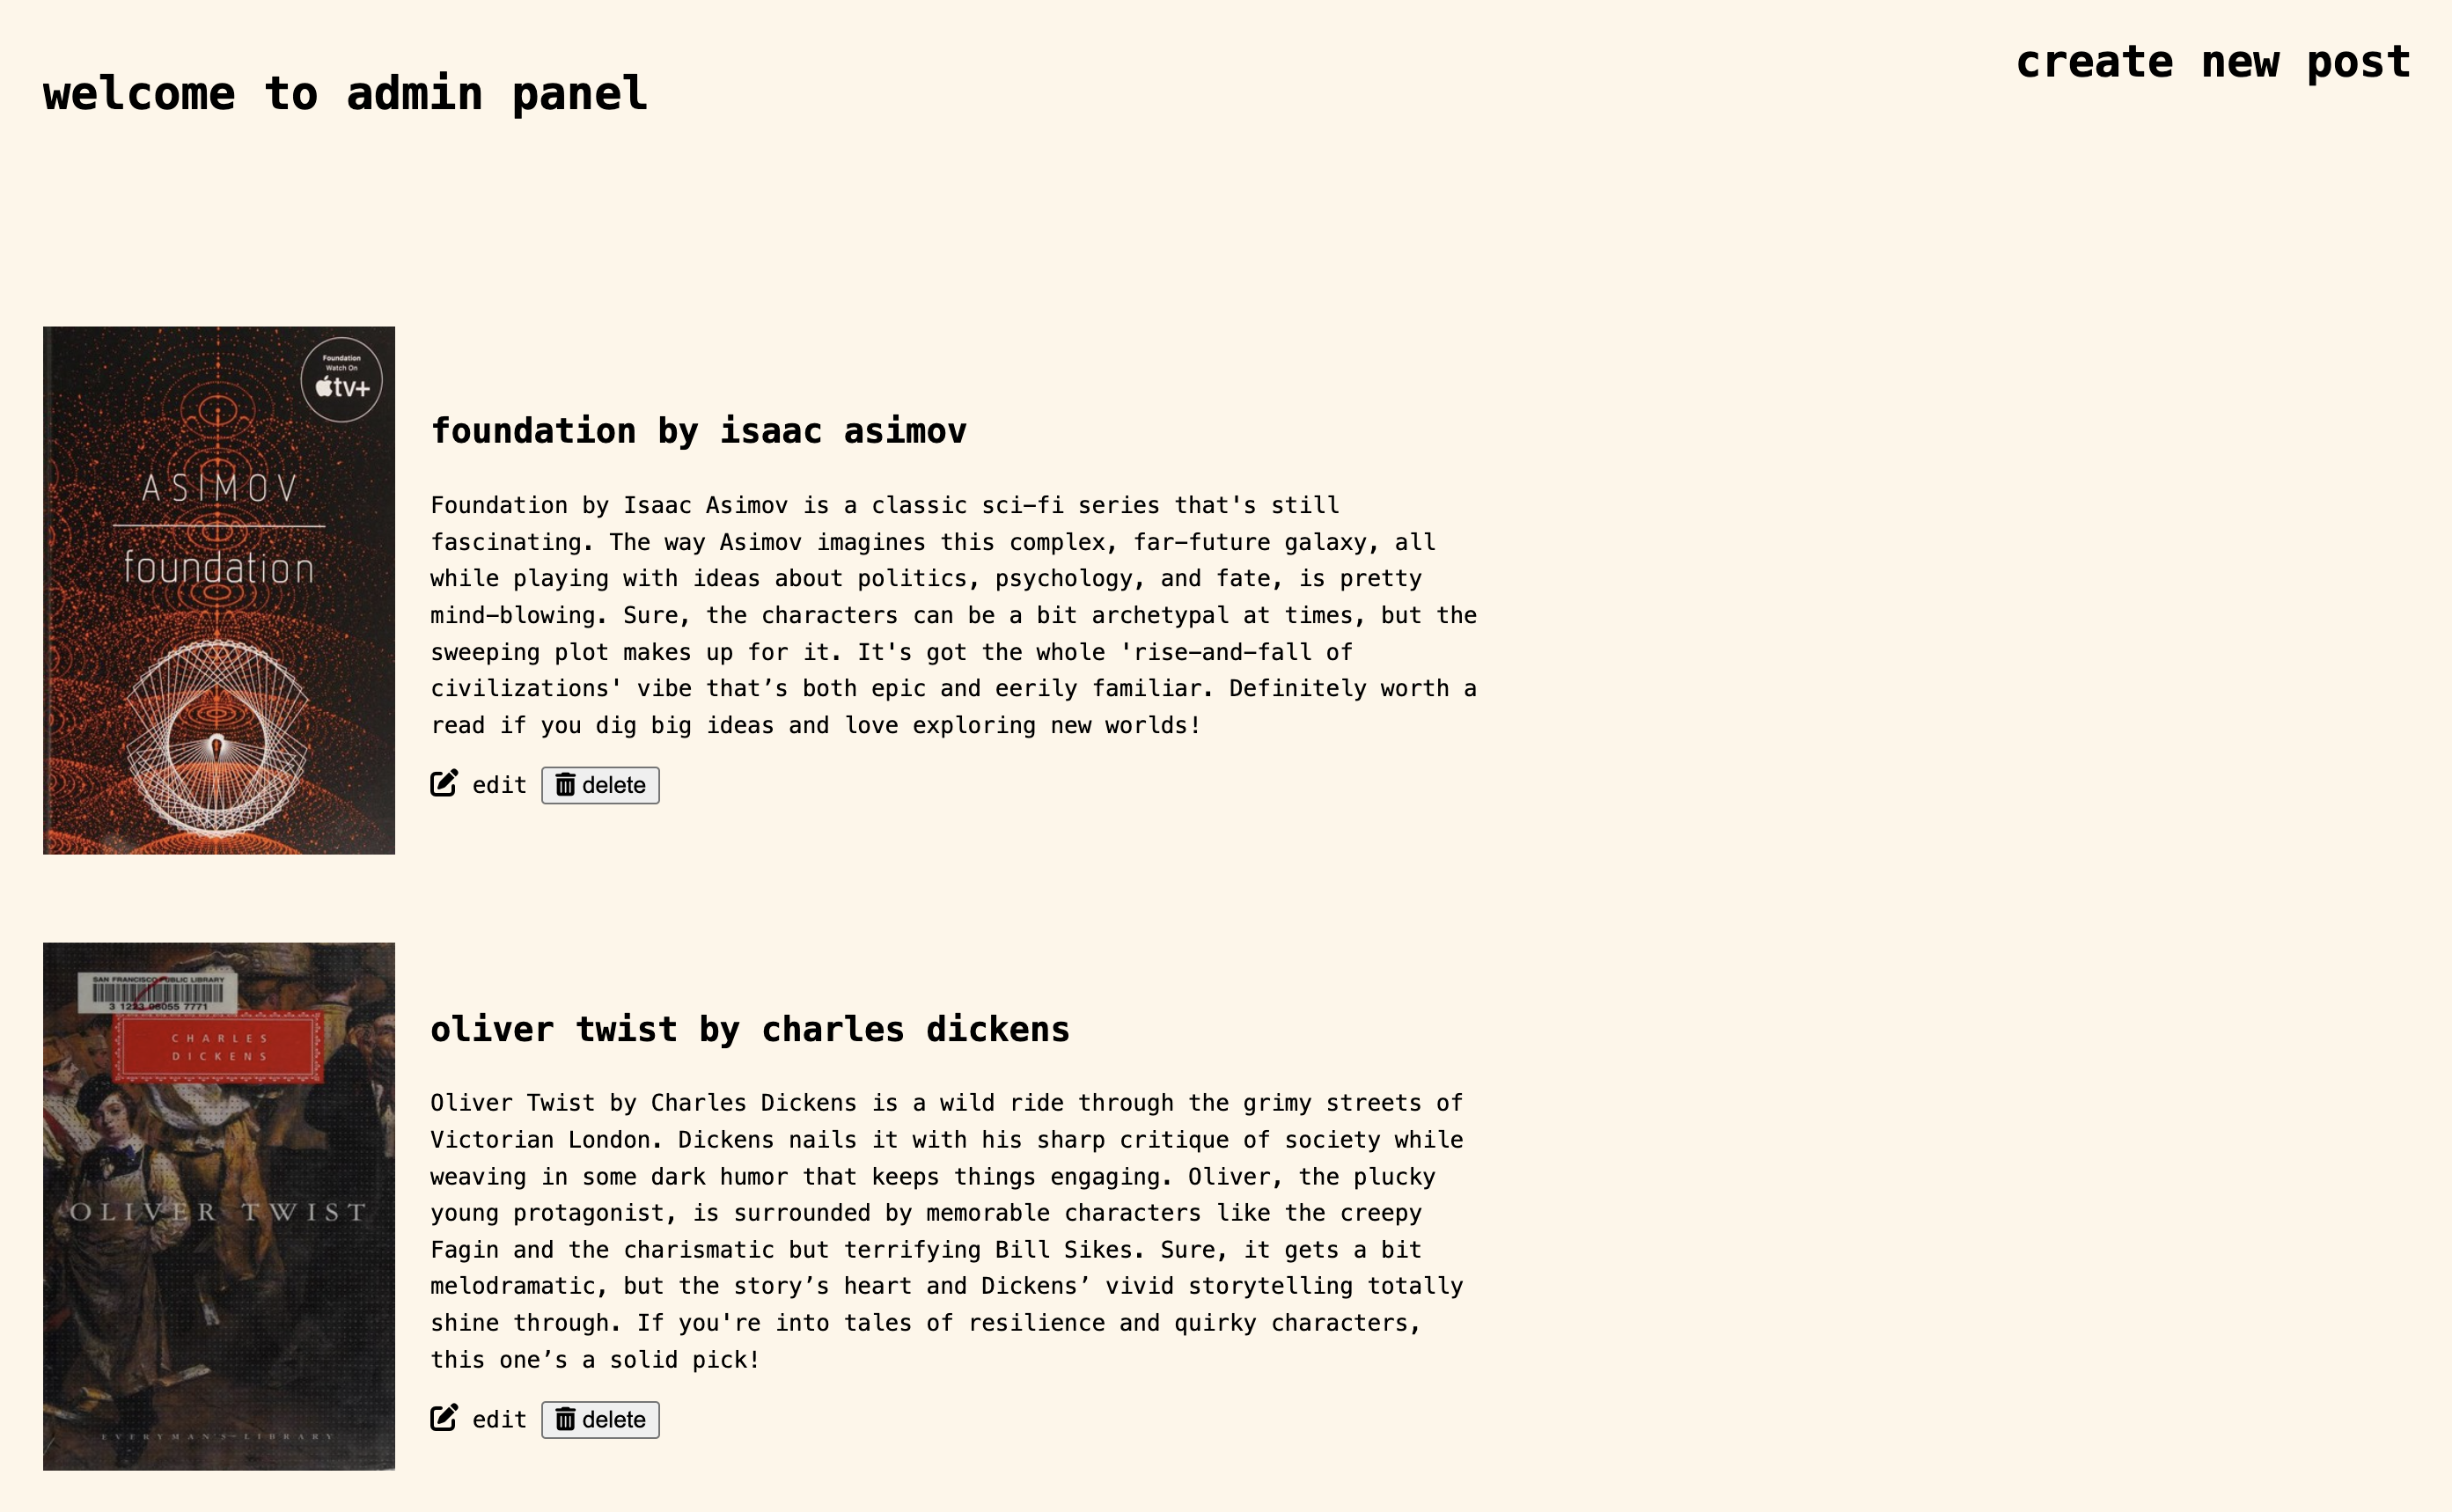 create new post
welcome to admin panel
Foundation
Watch On
tv+
ASIMOV
foundation
foundation by isaac asimov
Foundation by Isaac Asimov is a classic sci-fi series that's still
fascinating. The way Asimov imagines this complex, far-future galaxy, all
while playing with ideas about politics, psychology, and fate, is pretty
mind-blowing. Sure, the characters can be a bit archetypal at times, but the
sweeping plot makes up for it. It's got the whole 'rise-and-fall of
civilizations' vibe that’s both epic and eerily familiar. Definitely worth a
read if you dig big ideas and love exploring new worlds!
edit delete
SAN FRANCISCO PUBLIC LIBRARY
3 1223 06055 7771
CHARLES
DICKENS
OLIVER TWIST
EVERYMAN'S LIBRARY
oliver twist by charles dickens
Oliver Twist by Charles Dickens is a wild ride through the grimy streets of
Victorian London. Dickens nails it with his sharp critique of society while
weaving in some dark humor that keeps things engaging. Oliver, the plucky
young protagonist, is surrounded by memorable characters like the creepy
Fagin and the charismatic but terrifying Bill Sikes. Sure, it gets a bit
melodramatic, but the story’s heart and Dickens’ vivid storytelling totally
shine through. If you're into tales of resilience and quirky characters,
this one’s a solid pick!
edit delete